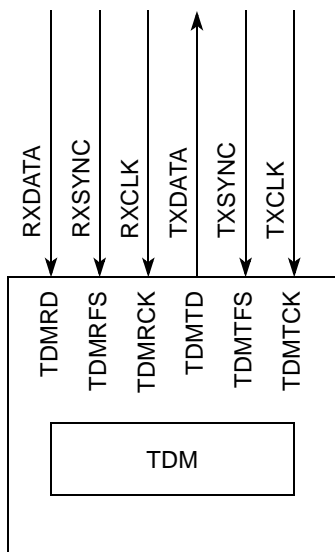 RXDATA
RXSYNC
RXCLK
TXDATA
TXSYNC
TXCLK
TDMRD
TDMRFS
TDMRCK
TDMTD
TDMTFS
TDMTCK
TDM